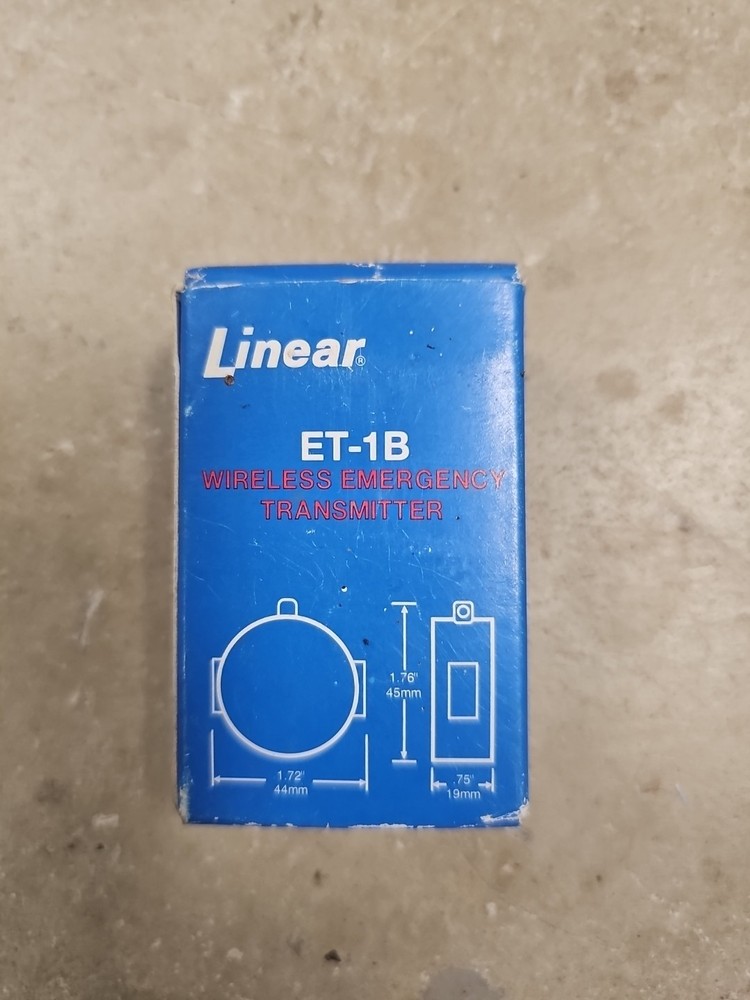 Linear®
ET-1B
WIRELESS EMERGENCY
TRANSMITTER
1.76"
45mm
1.72"
44mm
.75"
19mm